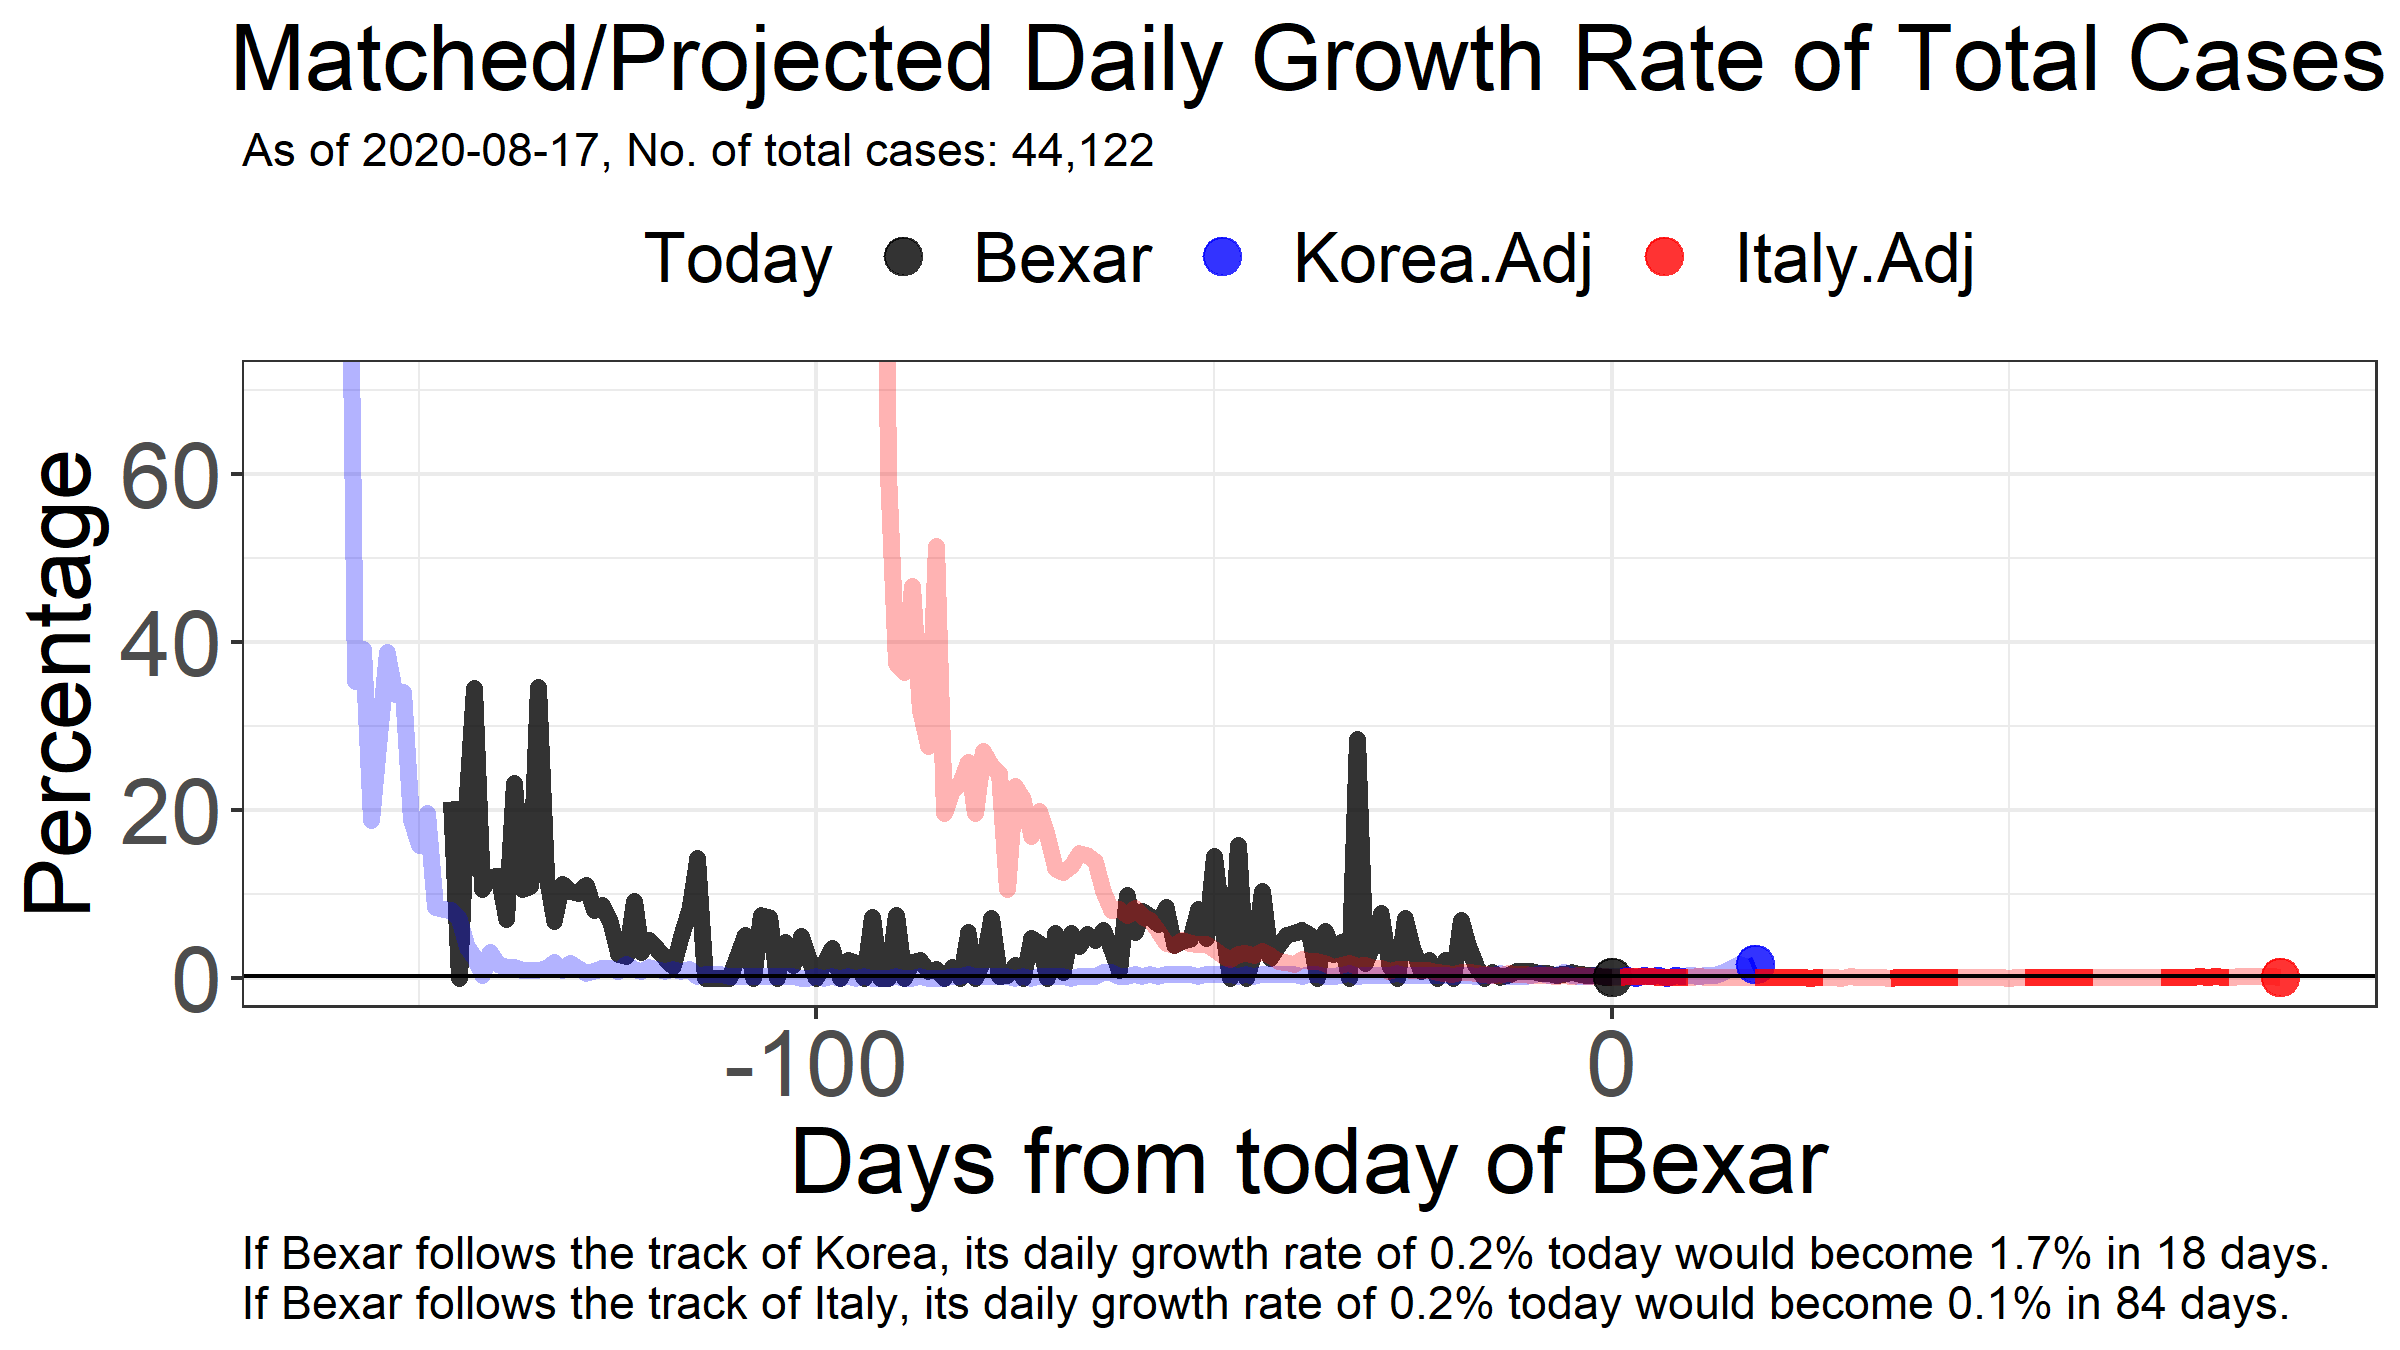 Matched/Projected Daily Growth Rate of Total Cases
As of 2020-08-17, No. of total cases: 44,122
Today Bexar Korea.Adj Italy.Adj
Percentage
60
40
20
0
-100 0
Days from today of Bexar
If Bexar follows the track of Korea, its daily growth rate of 0.2% today would become 1.7% in 18 days.
If Bexar follows the track of Italy, its daily growth rate of 0.2% today would become 0.1% in 84 days.